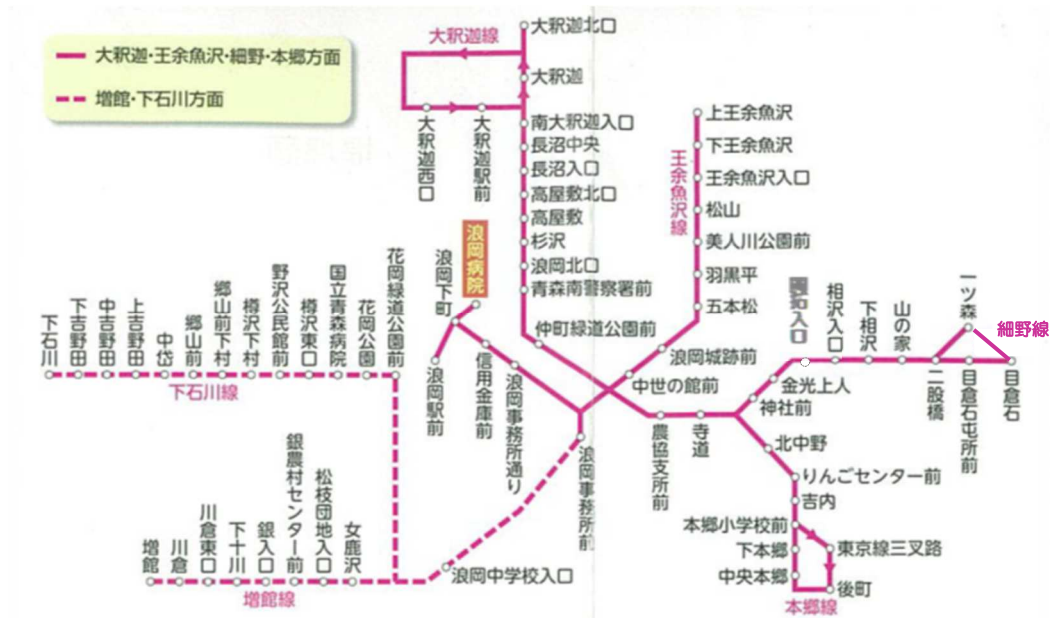 大釈迦・王余魚沢・細野・本郷方面
増館・下石川方面
大釈迦線
大釈迦北口
大釈迦
大釈迦西口
大釈迦駅前
南大釈迦入口
長沼中央
長沼入口
高屋敷北口
高屋敷
杉沢
浪岡北口
青森南警察署前
仲町緑道公園前
王余魚沢線
上王余魚沢
下王余魚沢
王余魚沢入口
松山
美人川公園前
羽黒平
五本松
浪岡城跡前
中世の館前
浪岡病院
浪岡下町
浪岡駅前
信用金庫前
浪岡事務所通り
浪岡事務所前
農協支所前
寺道
神社前
金光上人
相沢入口
下相沢
山の家
二股橋
一ツ森
目倉石屯所前
目倉石
細野線
北中野
りんごセンター前
吉内
本郷小学校前
下本郷
中央本郷
東京線三叉路
後町
本郷線
下石川
下吉野田
中吉野田
上吉野田
中岱
郷山前
郷山前下村
樽沢下村
野沢公民館前
樽沢東口
国立青森病院
花岡公園
花岡緑道公園前
下石川線
増館
川倉
川倉東口
下十川
銀入口
銀農村センター前
松枝団地入口
女鹿沢
浪岡中学校入口
増館線